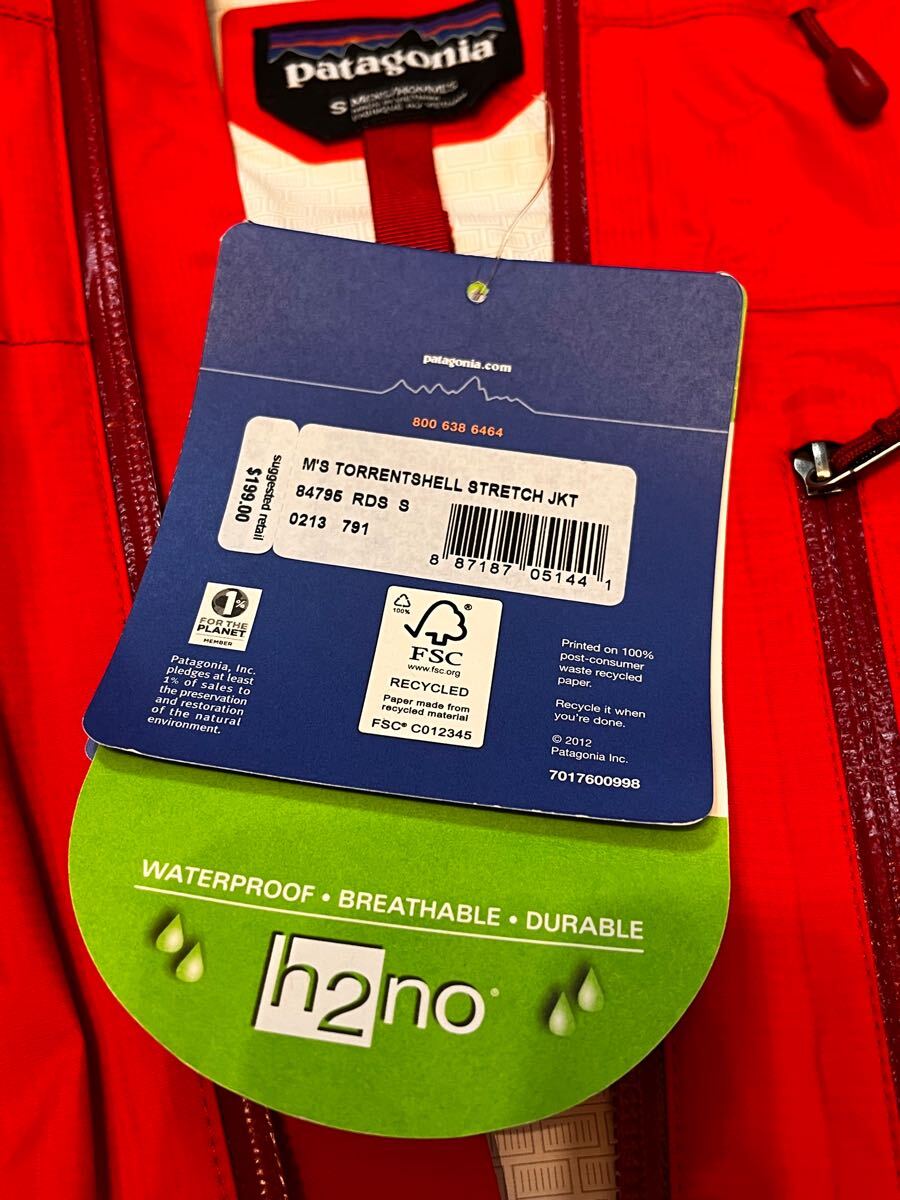 patagonia
S MENS/HOMMES
patagonia.com
800 638 6464
suggested retail
$199.00
M'S TORRENTSHELL STRETCH JKT
84795 RDS S
0213 791
8 87187 05144 1
1%
FOR THE
PLANET
MEMBER
Patagonia, Inc.
pledges at least
1% of sales to
the preservation
and restoration
of the natural
environment.
100%
®
FSC
www.fsc.org
RECYCLED
Paper made from
recycled material
FSC® C012345
Printed on 100%
post-consumer
waste recycled
paper.
Recycle it when
you're done.
© 2012
Patagonia Inc.
7017600998
WATERPROOF • BREATHABLE • DURABLE
h2no